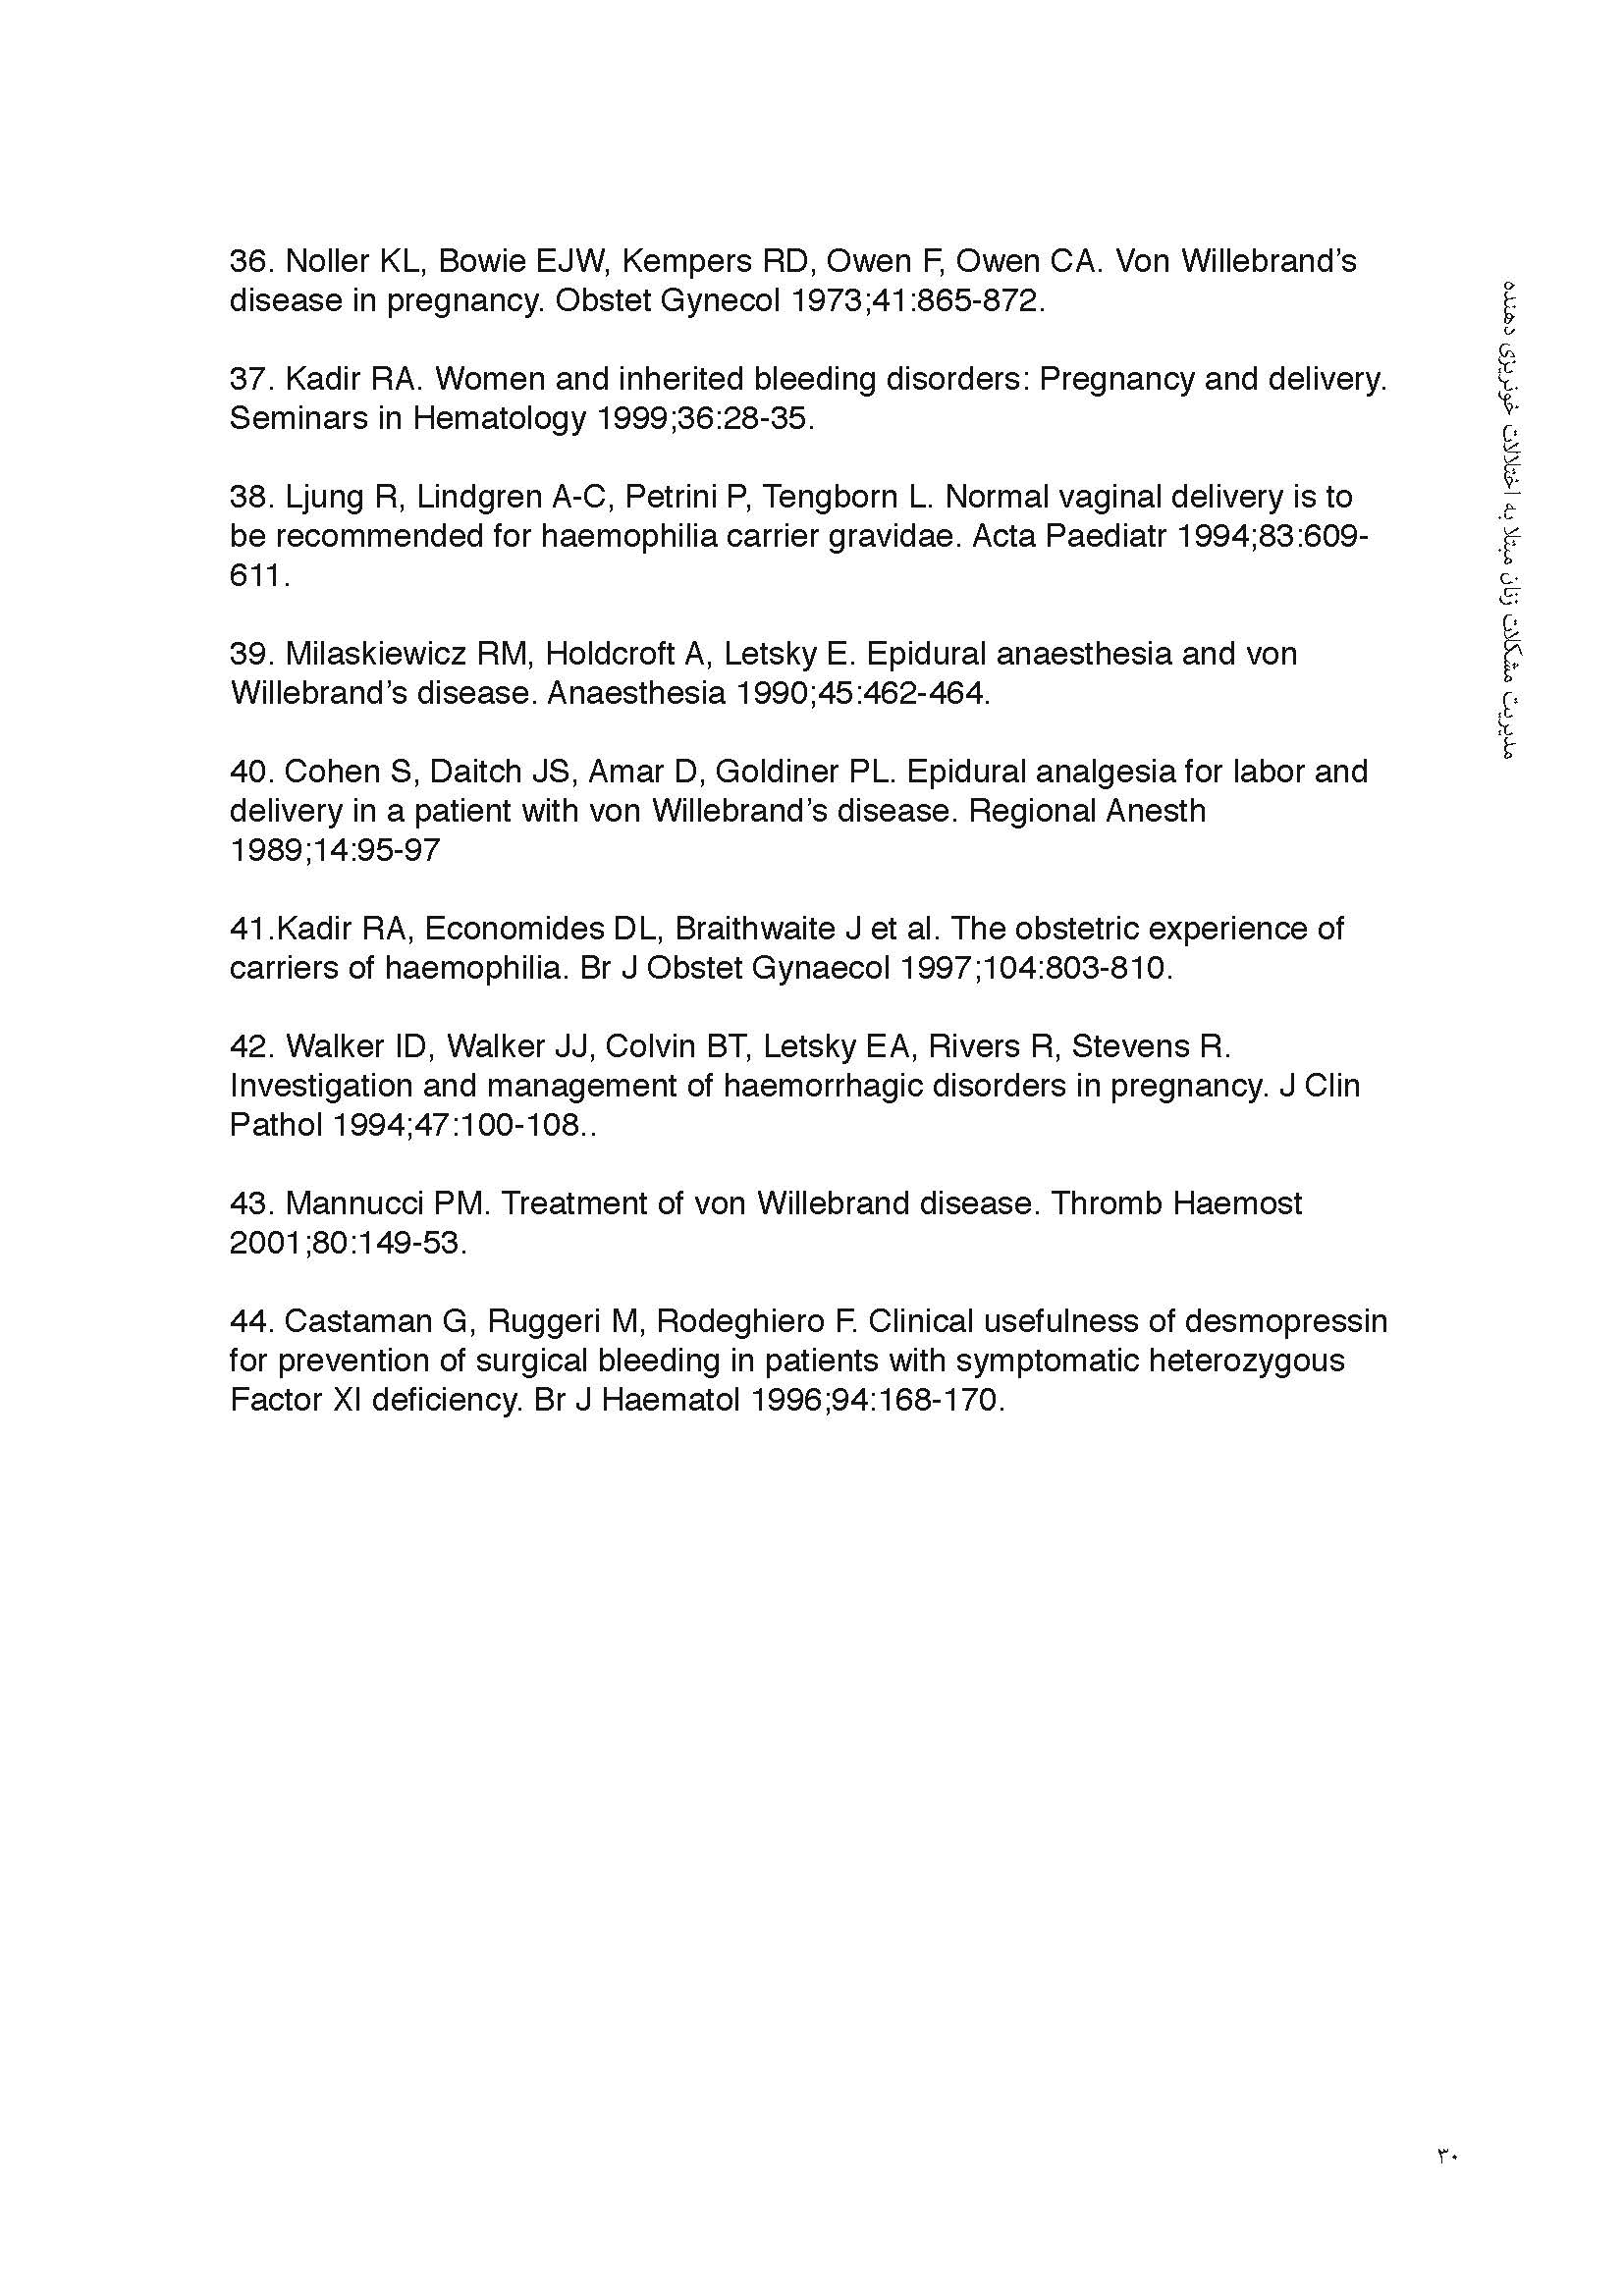 36. Noller KL, Bowie EJW, Kempers RD, Owen F, Owen CA. Von Willebrand’s
disease in pregnancy. Obstet Gynecol 1973;41:865-872.
37. Kadir RA. Women and inherited bleeding disorders: Pregnancy and delivery.
Seminars in Hematology 1999;36:28-35.
38. Ljung R, Lindgren A-C, Petrini P, Tengborn L. Normal vaginal delivery is to
be recommended for haemophilia carrier gravidae. Acta Paediatr 1994;83:609-
611.
39. Milaskiewicz RM, Holdcroft A, Letsky E. Epidural anaesthesia and von
Willebrand’s disease. Anaesthesia 1990;45:462-464.
40. Cohen S, Daitch JS, Amar D, Goldiner PL. Epidural analgesia for labor and
delivery in a patient with von Willebrand’s disease. Regional Anesth
1989;14:95-97
41.Kadir RA, Economides DL, Braithwaite J et al. The obstetric experience of
carriers of haemophilia. Br J Obstet Gynaecol 1997;104:803-810.
42. Walker ID, Walker JJ, Colvin BT, Letsky EA, Rivers R, Stevens R.
Investigation and management of haemorrhagic disorders in pregnancy. J Clin
Pathol 1994;47:100-108..
43. Mannucci PM. Treatment of von Willebrand disease. Thromb Haemost
2001;80:149-53.
44. Castaman G, Ruggeri M, Rodeghiero F. Clinical usefulness of desmopressin
for prevention of surgical bleeding in patients with symptomatic heterozygous
Factor XI deficiency. Br J Haematol 1996;94:168-170.
مدیریت مشکلات زنان مبتلا به اختلالات خونریزی دهنده
۳۰